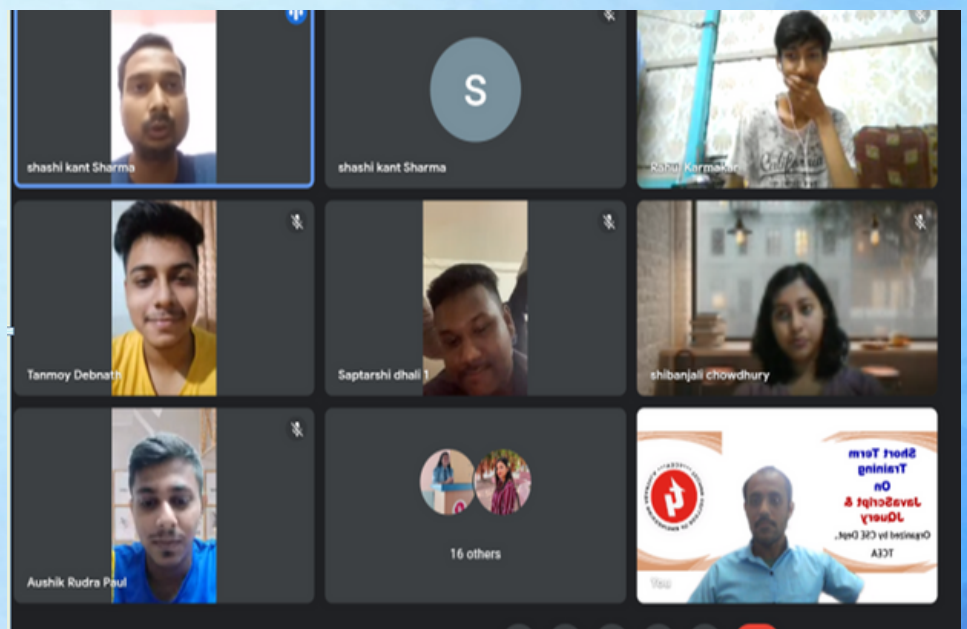 shashi kant Sharma
S
shashi kant Sharma
Rahul Karmakar
California
Tanmoy Debnath
Saptarshi dhali 1
shibanjali chowdhury
Aushik Rudra Paul
16 others
Short Term
Training
On
JavaScript &
JQuery
Organized by CSE Dept.,
TCEA